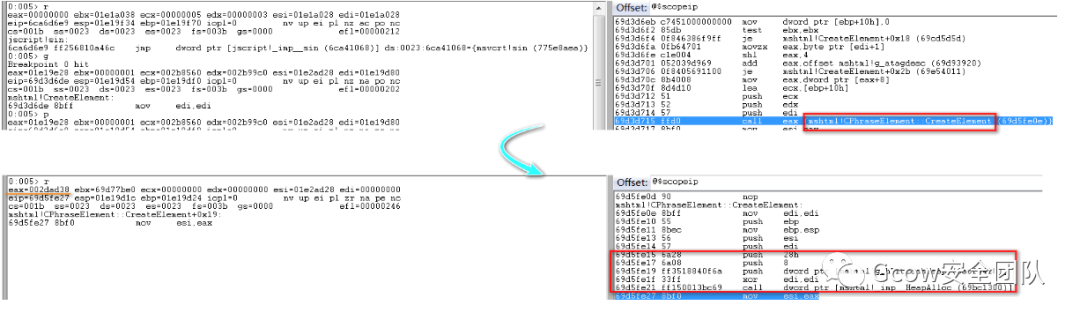 0:005> r
eax=01e1a038 ecx=00000005 edx=00000003 esi=01e1a028 edi=01e1a028
eip=6ca6d6e9 esp=01e19f34 ebp=01e19f70 iopl=0 nv up ei pl nz ac po nc
cs=001b ss=0023 ds=0023 es=0023 fs=003b gs=0000 efl=00000212
jscript!sin:
6ca6d6e9 ff256810a46c jmp dword ptr [jscript!_imp__sin (6ca41068)] ds:0023:6ca41068={msvcrt!sin (775e8aea)}
0:005> g
Breakpoint 0 hit
eax=01e19e28 ebx=00000001 ecx=002b8560 edx=002b99c0 esi=01e2ad28 edi=01e19d80
eip=69d3d6de esp=01e19d54 ebp=01e19df0 iopl=0 nv up ei pl nz na po nc
cs=001b ss=0023 ds=0023 es=0023 fs=003b gs=0000 efl=00000202
mshtml!CreateElement:
69d3d6de 8bff mov edi,edi
0:005> p
eax=01e19e28 ebx=00000001 ecx=002b8560 edx=002b99c0 esi=01e2ad28 edi=01e19d80
Offset: @$scopeip
69d3d6eb c7451000000000 mov dword ptr [ebp+10h],0
69d3d6f2 85db test ebx,ebx
69d3d6f4 0f846386f9ff je mshtml!CreateElement+0x18 (69cd5d5d)
69d3d6fa 0fb64701 movzx eax,byte ptr [edi+1]
69d3d6fe c1e004 shl eax,4
69d3d701 052039d969 add eax,offset mshtml!g_atagdesc (69d93920)
69d3d706 0f8405691100 je mshtml!CreateElement+0x2b (69e54011)
69d3d70c 8b4008 mov eax,dword ptr [eax+8]
69d3d70f 8d4d10 lea ecx,[ebp+10h]
69d3d712 51 push ecx
69d3d713 52 push edx
69d3d714 57 push edi
69d3d715 ffd0 call eax {mshtml!CPhraseElement::CreateElement (69d5fe0e)}
69d3d717 8bf0 mov esi,eax
0:005> r
eax=002dad38 ebx=69d77be0 ecx=00000000 edx=00000000 esi=01e2ad28 edi=00000000
eip=69d5fe27 esp=01e19d1c ebp=01e19d24 iopl=0 nv up ei pl zr na pe nc
cs=001b ss=0023 ds=0023 es=0023 fs=003b gs=0000 efl=00000246
mshtml!CPhraseElement::CreateElement+0x19:
69d5fe27 8bf0 mov esi,eax
Offset: @$scopeip
69d5fe0d 90 nop
mshtml!CPhraseElement::CreateElement:
69d5fe0e 8bff mov edi,edi
69d5fe10 55 push ebp
69d5fe11 8bec mov ebp,esp
69d5fe13 56 push esi
69d5fe14 57 push edi
69d5fe15 6a28 push 28h
69d5fe17 6a08 push 8
69d5fe19 ff3518840f6a push dword pt
69d5fe1f 33ff xor edi,edi
69d5fe21 ff150013bc69 call dword ptr [mshtml!_imp__HeapAlloc (69bc1300)]
69d5fe27 8bf0 mov esi,eax
Gcow安全团队